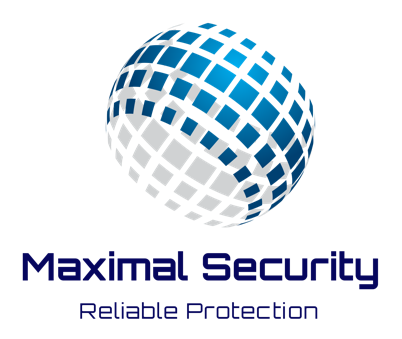 Maximal Security
Reliable Protection